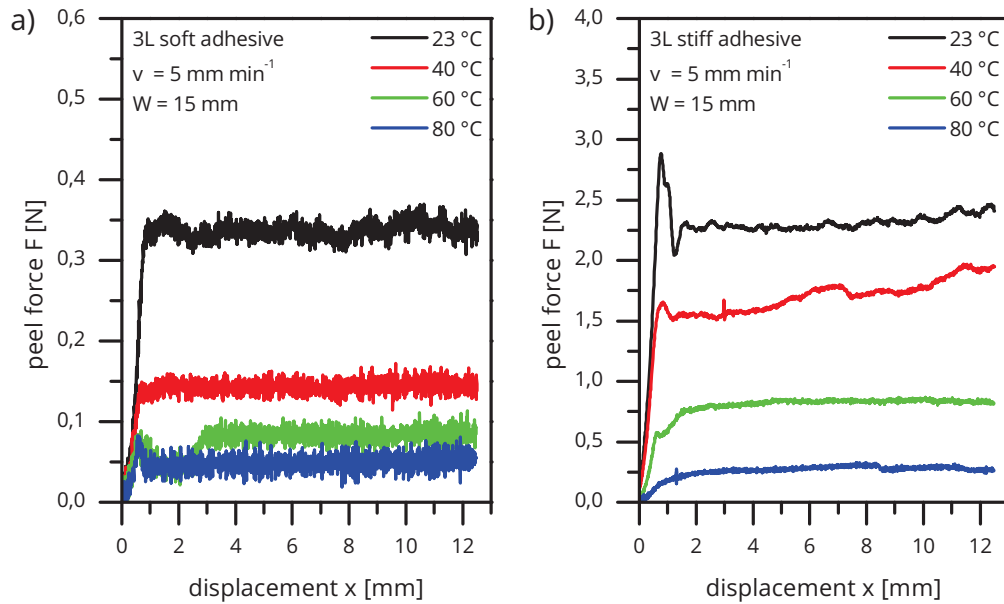 a)
3L soft adhesive
v = 5 mm min⁻¹
W = 15 mm
23 °C
40 °C
60 °C
80 °C
0,6
0,5
0,4
0,3
0,2
0,1
0,0
peel force F [N]
0 2 4 6 8 10 12
displacement x [mm]
b)
3L stiff adhesive
v = 5 mm min⁻¹
W = 15 mm
23 °C
40 °C
60 °C
80 °C
4,0
3,5
3,0
2,5
2,0
1,5
1,0
0,5
0,0
peel force F [N]
0 2 4 6 8 10 12
displacement x [mm]